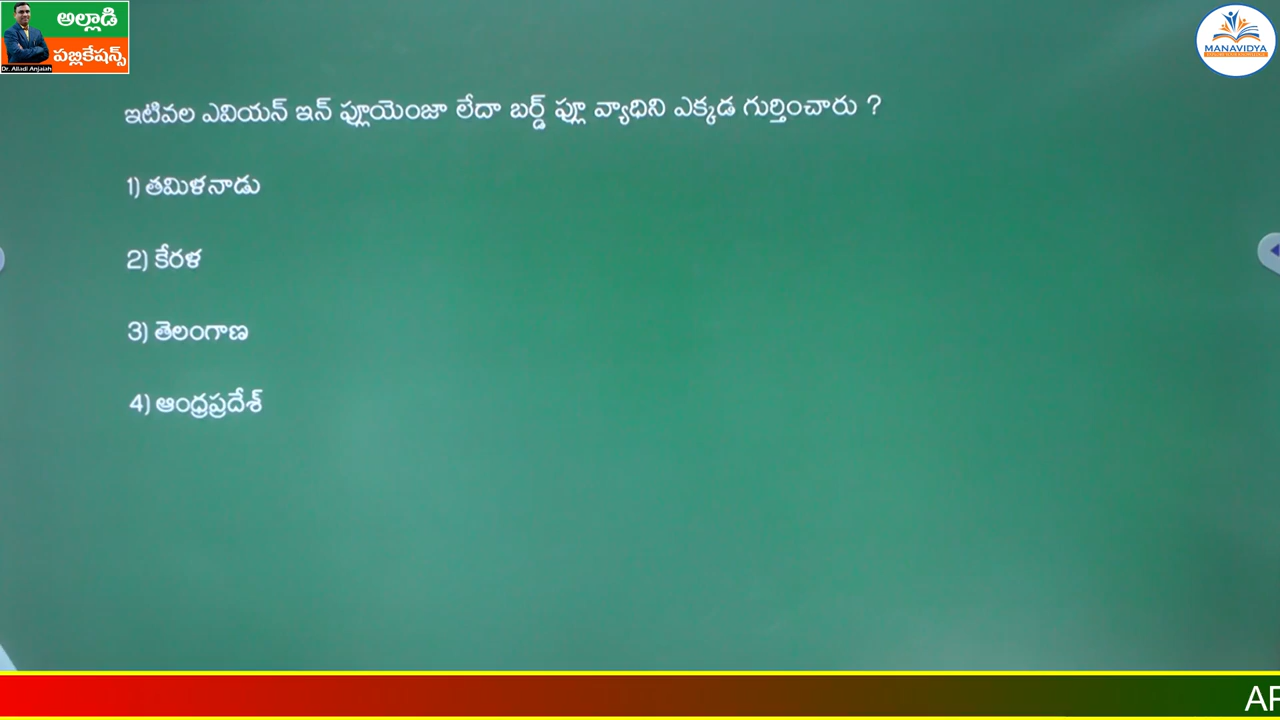 అల్లాడి
పబ్లికేషన్స్
Dr. Alladi Anjaiah
MANAVIDYA
ఇటీవల ఎవియన్ ఇన్ ఫ్లూయెంజా లేదా బర్డ్ ఫ్లూ వ్యాధిని ఎక్కడ గుర్తించారు ?
1) తమిళనాడు
2) కేరళ
3) తెలంగాణ
4) ఆంధ్రప్రదేశ్
AP